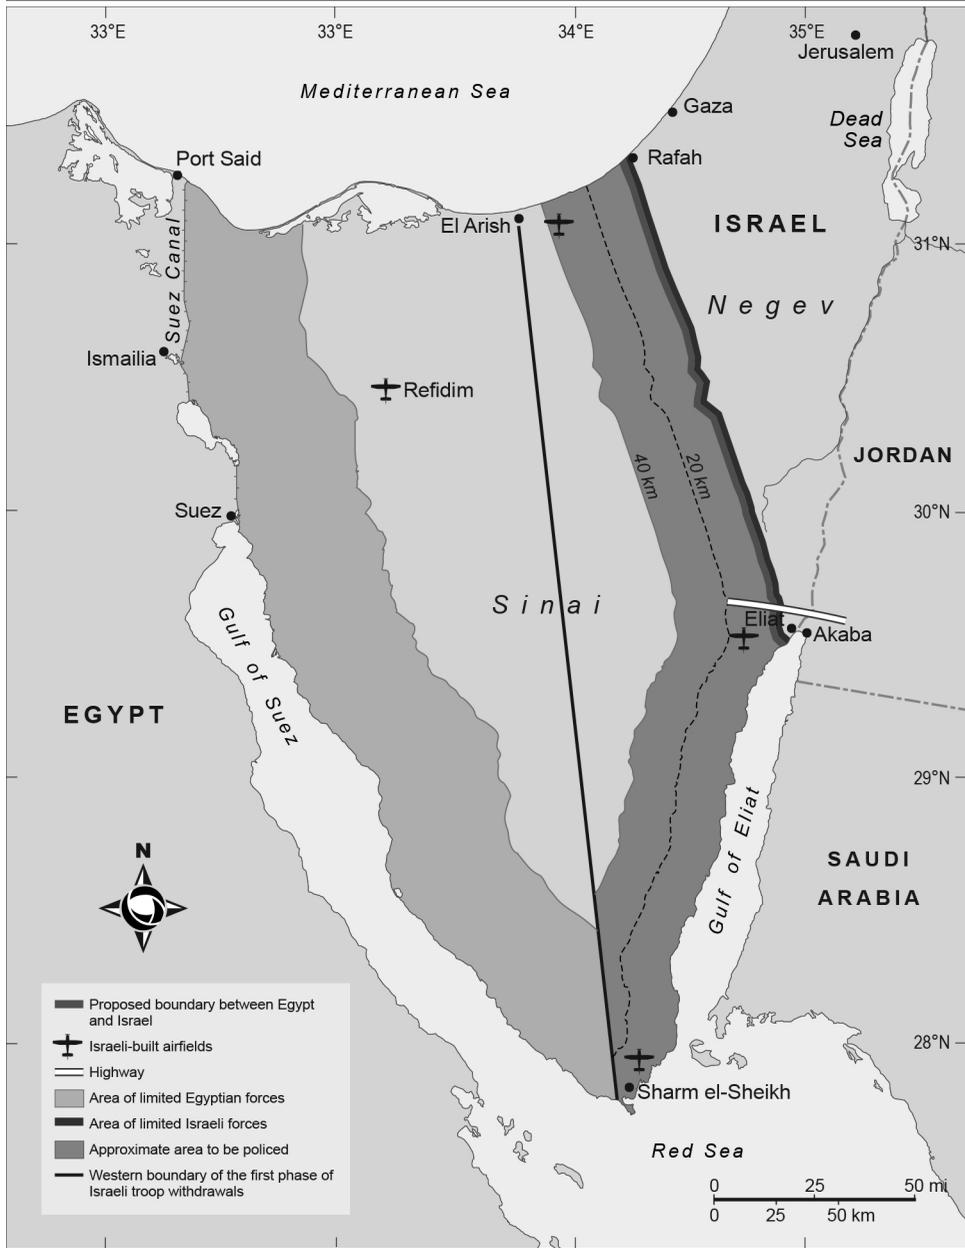 33°E
33°E
34°E
35°E
Jerusalem
Mediterranean Sea
Gaza
Dead
Sea
Port Said
Rafah
El Arish
ISRAEL
31°N
Suez Canal
Negev
Ismailia
Refidim
JORDAN
40 km
20 km
Suez
30°N
Sinai
Eliat
Akaba
Gulf of Suez
EGYPT
29°N
Gulf of Eliat
SAUDI
ARABIA
N
Proposed boundary between Egypt
and Israel
Israeli-built airfields
Highway
Area of limited Egyptian forces
Area of limited Israeli forces
Approximate area to be policed
Western boundary of the first phase of
Israeli troop withdrawals
28°N
Sharm el-Sheikh
Red Sea
0 25 50 mi
0 25 50 km